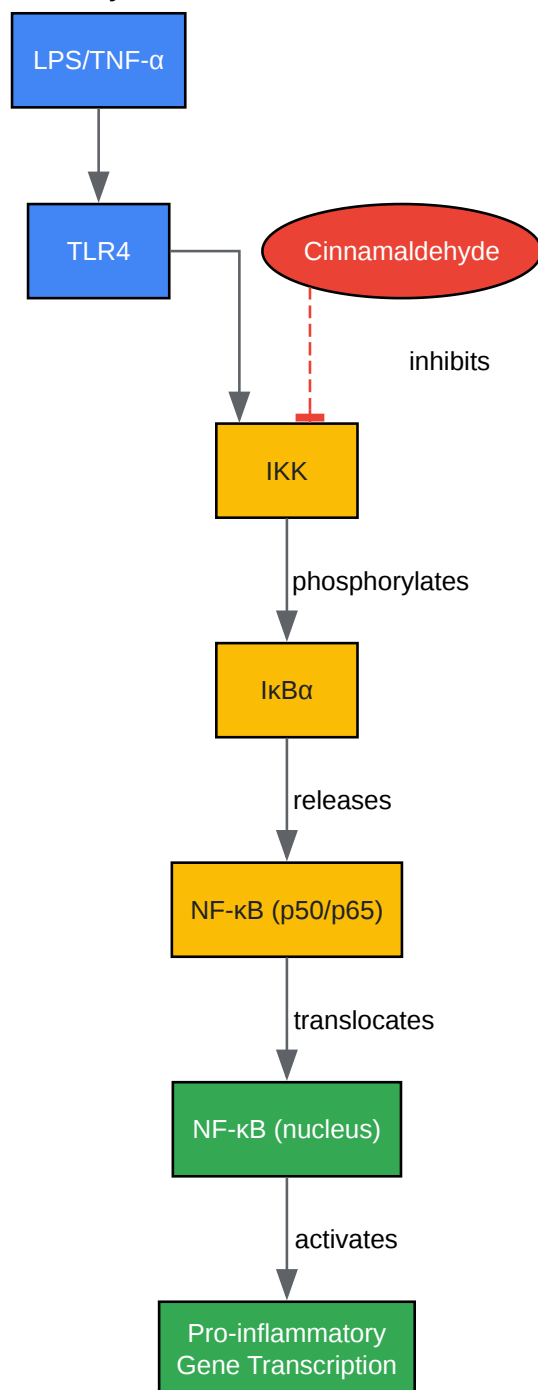 LPS/TNF-α
TLR4
Cinnamaldehyde
inhibits
IKK
phosphorylates
IκBα
releases
NF-κB (p50/p65)
translocates
NF-κB (nucleus)
activates
Pro-inflammatory
Gene Transcription